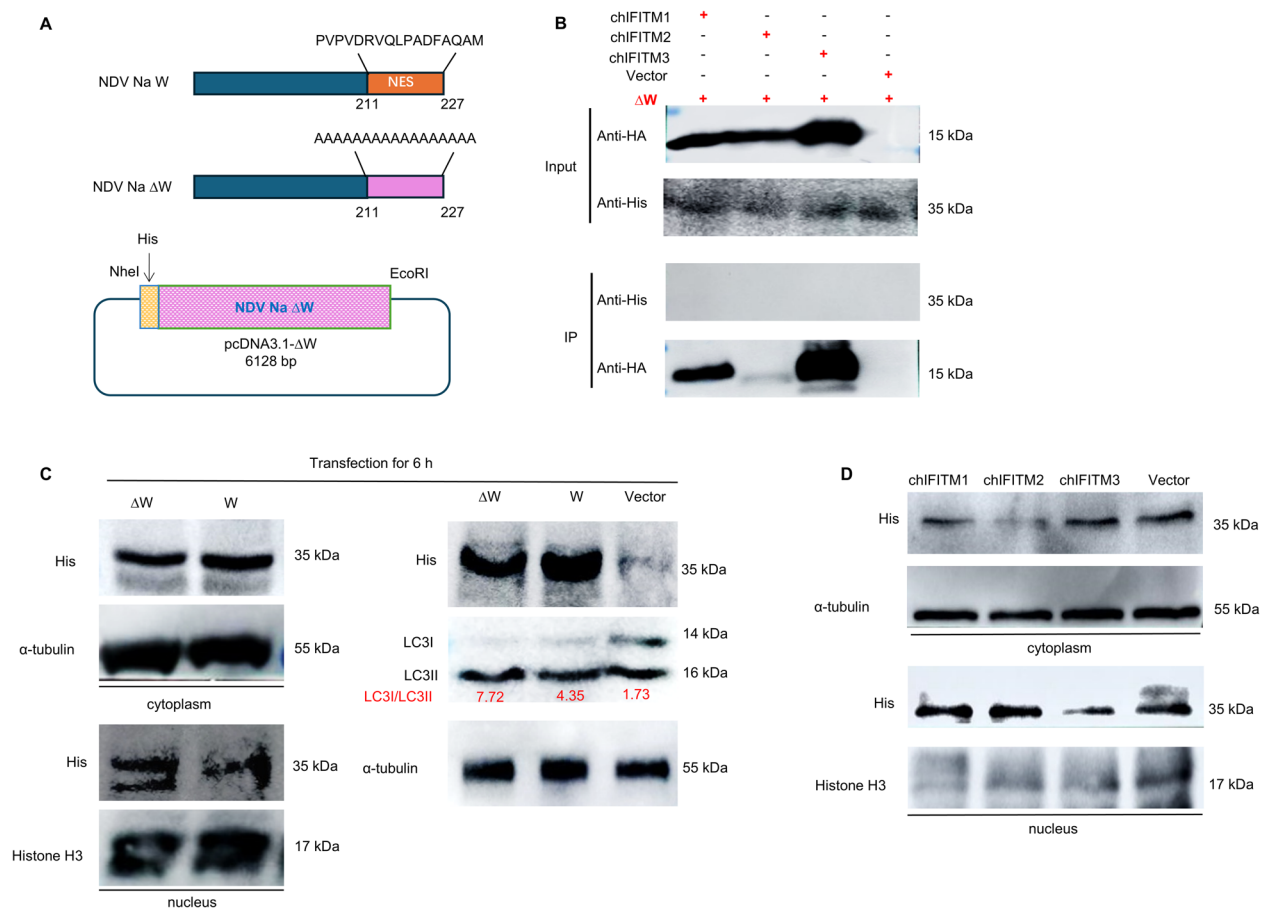 A
PVPVDRVQLPADFAQAM
NDV Na W
NES
211
227
AAAAAAAAAAAAAAAAA
NDV Na ΔW
211
227
His
NheI
EcoRI
NDV Na ΔW
pcDNA3.1-ΔW
6128 bp
B
chIFITM1 + - - -
chIFITM2 - + - -
chIFITM3 - - + -
Vector - - - +
ΔW + + + +
Input
Anti-HA
15 kDa
Anti-His
35 kDa
IP
Anti-His
35 kDa
Anti-HA
15 kDa
C
Transfection for 6 h
ΔW W
His
35 kDa
α-tubulin
55 kDa
cytoplasm
His
35 kDa
Histone H3
17 kDa
nucleus
ΔW W Vector
His
35 kDa
LC3I
14 kDa
LC3II
16 kDa
LC3I/LC3II 7.72 4.35 1.73
α-tubulin
55 kDa
D
chIFITM1 chIFITM2 chIFITM3 Vector
His
35 kDa
α-tubulin
55 kDa
cytoplasm
His
35 kDa
Histone H3
17 kDa
nucleus